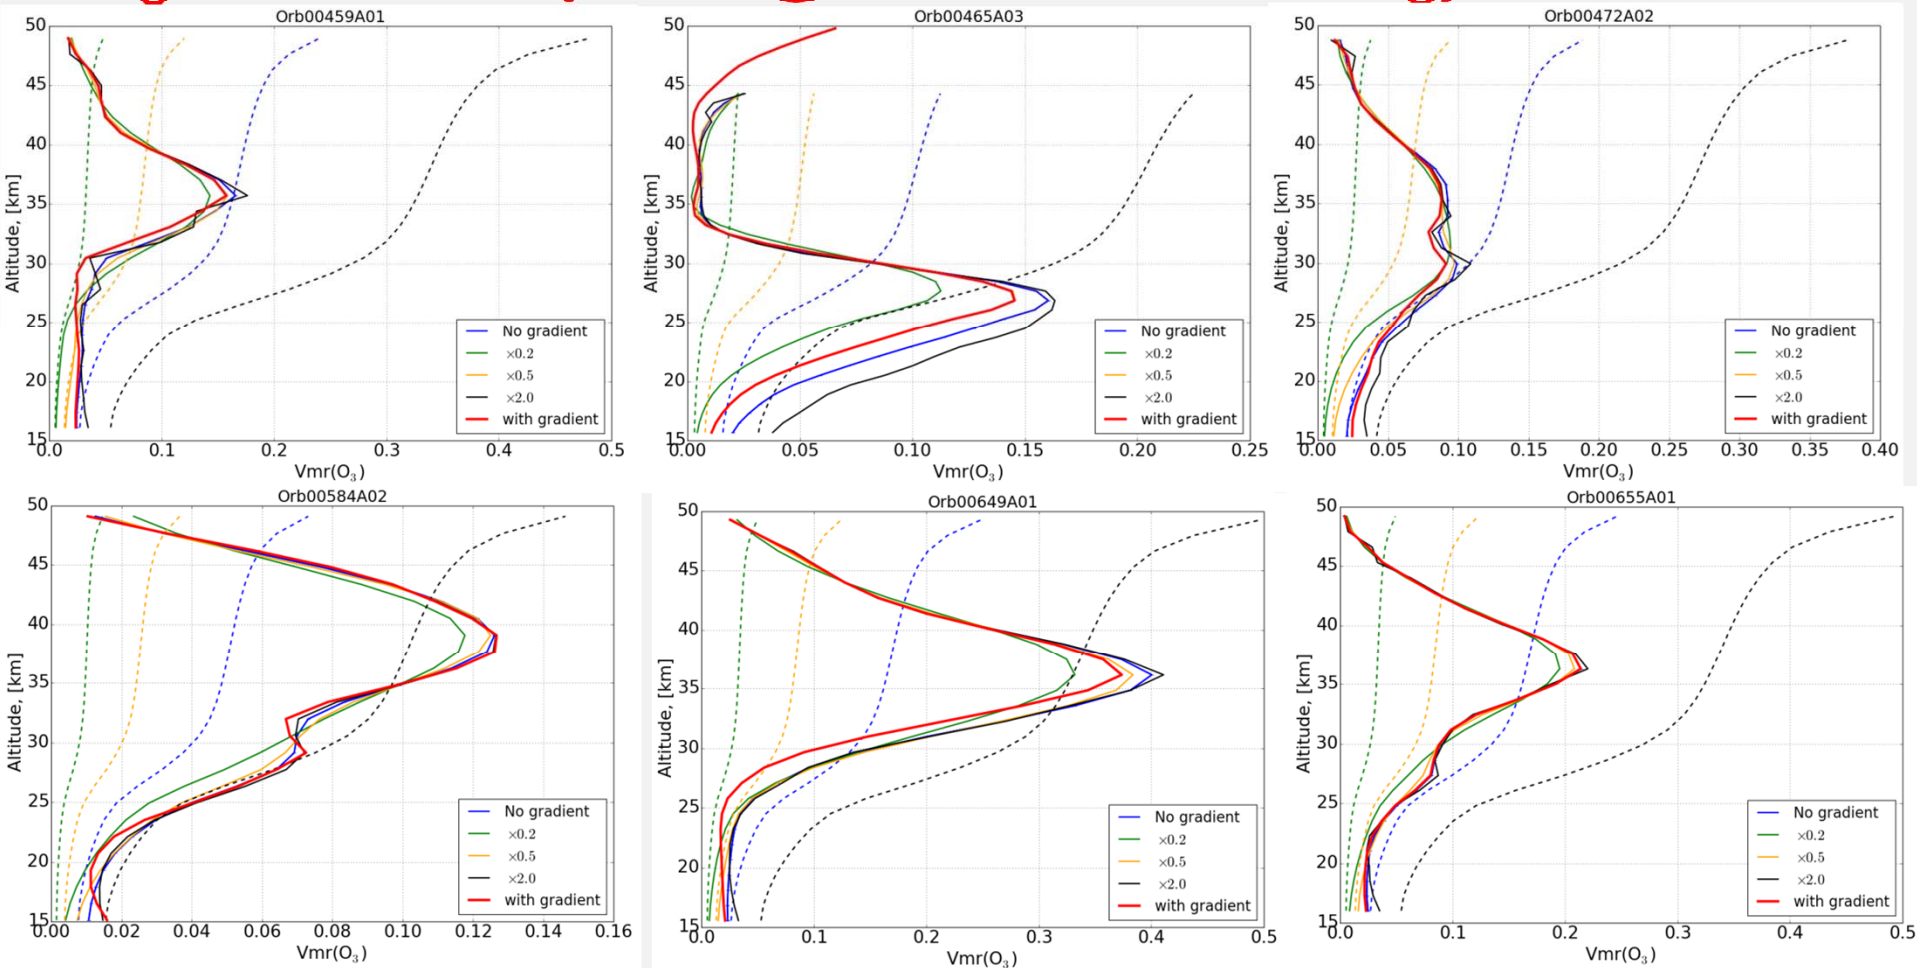 Orb00459A01
Altitude, [km]
50
45
40
35
30
25
20
15
0.0 0.1 0.2 0.3 0.4 0.5
Vmr(O₃)
No gradient
×0.2
×0.5
×2.0
with gradient
Orb00465A03
Altitude, [km]
50
45
40
35
30
25
20
15
0.00 0.05 0.10 0.15 0.20 0.25
Vmr(O₃)
No gradient
×0.2
×0.5
×2.0
with gradient
Orb00472A02
Altitude, [km]
50
45
40
35
30
25
20
15
0.00 0.05 0.10 0.15 0.20 0.25 0.30 0.35 0.40
Vmr(O₃)
No gradient
×0.2
×0.5
×2.0
with gradient
Orb00584A02
Altitude, [km]
50
45
40
35
30
25
20
15
0.00 0.02 0.04 0.06 0.08 0.10 0.12 0.14 0.16
Vmr(O₃)
No gradient
×0.2
×0.5
×2.0
with gradient
Orb00649A01
Altitude, [km]
50
45
40
35
30
25
20
15
0.0 0.1 0.2 0.3 0.4 0.5
Vmr(O₃)
No gradient
×0.2
×0.5
×2.0
with gradient
Orb00655A01
Altitude, [km]
50
45
40
35
30
25
20
15
0.0 0.1 0.2 0.3 0.4 0.5
Vmr(O₃)
No gradient
×0.2
×0.5
×2.0
with gradient